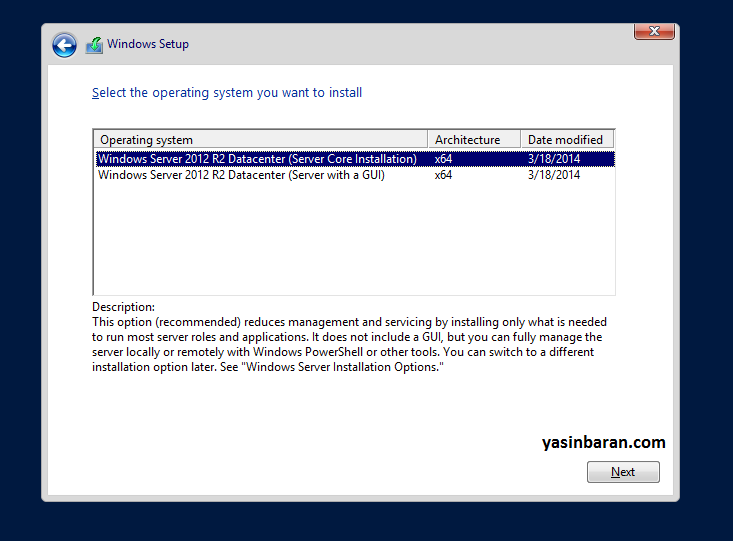 Windows Setup
Select the operating system you want to install
Operating system Architecture Date modified
Windows Server 2012 R2 Datacenter (Server Core Installation) x64 3/18/2014
Windows Server 2012 R2 Datacenter (Server with a GUI) x64 3/18/2014
Description:
This option (recommended) reduces management and servicing by installing only what is needed
to run most server roles and applications. It does not include a GUI, but you can fully manage the
server locally or remotely with Windows PowerShell or other tools. You can switch to a different
installation option later. See "Windows Server Installation Options."
yasinbaran.com
Next